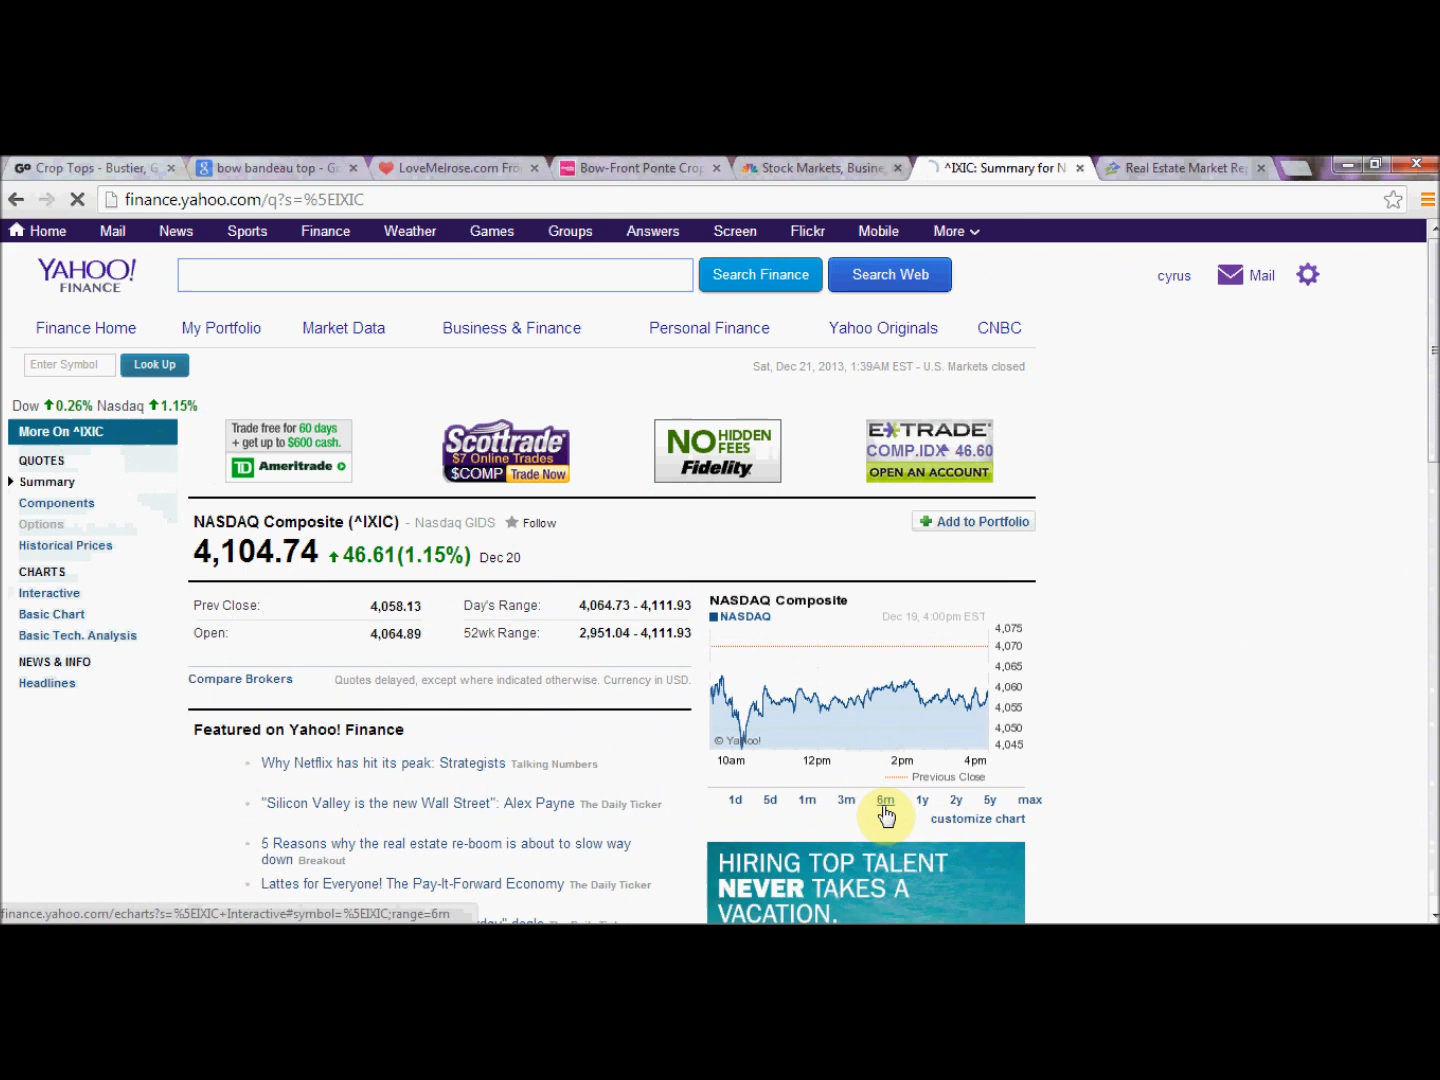 Crop Tops - Bustier, G
bow bandeau top - Go
LoveMelrose.com Fro
Bow-Front Ponte Crop
Stock Markets, Busine
^IXIC: Summary for N
Real Estate Market Re
finance.yahoo.com/q?s=%5EIXIC
Home Mail News Sports Finance Weather Games Groups Answers Screen Flickr Mobile More
YAHOO!
FINANCE
Search Finance
Search Web
cyrus
Mail
Finance Home My Portfolio Market Data Business & Finance Personal Finance Yahoo Originals CNBC
Enter Symbol
Look Up
Sat, Dec 21, 2013, 1:39AM EST - U.S. Markets closed
Dow 0.26% Nasdaq 1.15%
More On ^IXIC
QUOTES
Summary
Components
Options
Historical Prices
CHARTS
Interactive
Basic Chart
Basic Tech. Analysis
NEWS & INFO
Headlines
Trade free for 60 days
+ get up to $600 cash.
TD Ameritrade
Scottrade
$7 Online Trades
$COMP Trade Now
NO HIDDEN
FEES
Fidelity
E*TRADE
COMP.IDX 46.60
OPEN AN ACCOUNT
NASDAQ Composite (^IXIC) - Nasdaq GIDS Follow
Add to Portfolio
4,104.74 46.61(1.15%) Dec 20
Prev Close: 4,058.13
Open: 4,064.89
Day's Range: 4,064.73 - 4,111.93
52wk Range: 2,951.04 - 4,111.93
Compare Brokers
Quotes delayed, except where indicated otherwise. Currency in USD.
NASDAQ Composite
NASDAQ
Dec 19, 4:00pm EST
4,075
4,070
4,065
4,060
4,055
4,050
4,045
© Yahoo!
10am 12pm 2pm 4pm
Previous Close
1d 5d 1m 3m 6m 1y 2y 5y max
customize chart
Featured on Yahoo! Finance
Why Netflix has hit its peak: Strategists Talking Numbers
"Silicon Valley is the new Wall Street": Alex Payne The Daily Ticker
5 Reasons why the real estate re-boom is about to slow way
down Breakout
Lattes for Everyone! The Pay-It-Forward Economy The Daily Ticker
HIRING TOP TALENT
NEVER TAKES A
VACATION.
finance.yahoo.com/echarts?s=%5EIXIC+Interactive#symbol=%5EIXIC;range=6m